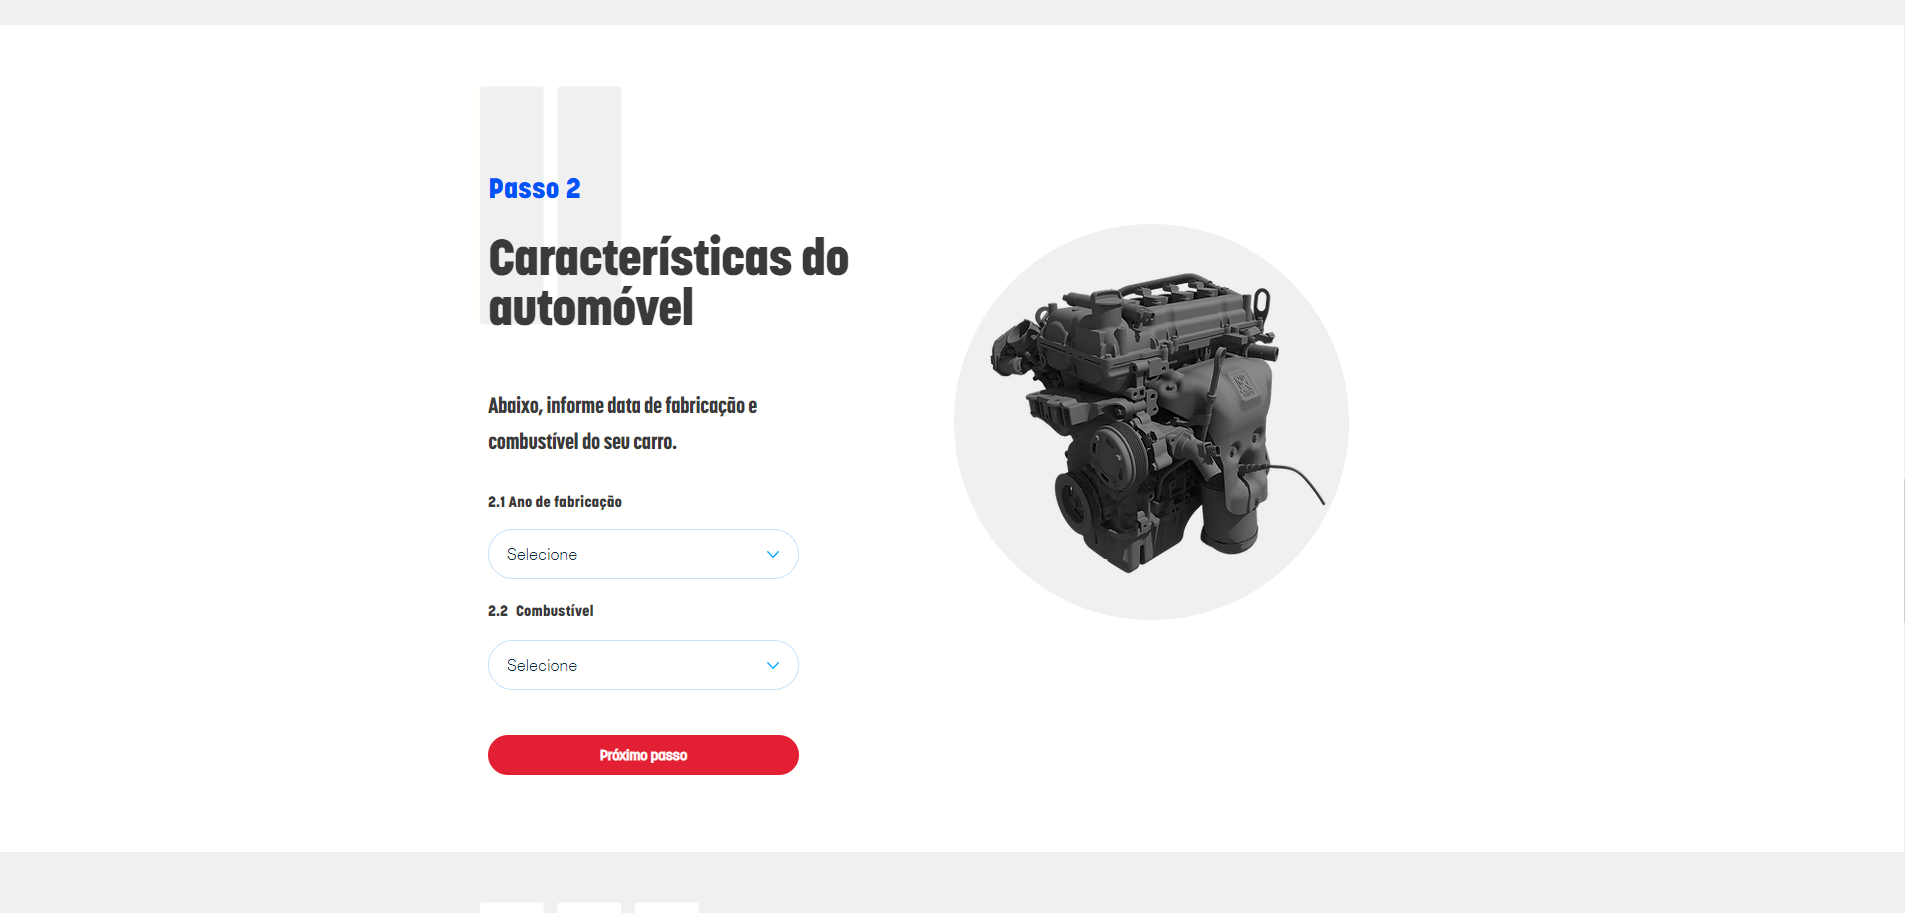 Passo 2
Características do
automóvel
Abaixo, informe data de fabricação e
combustível do seu carro.
2.1 Ano de fabricação
Selecione
2.2 Combustível
Selecione
Próximo passo